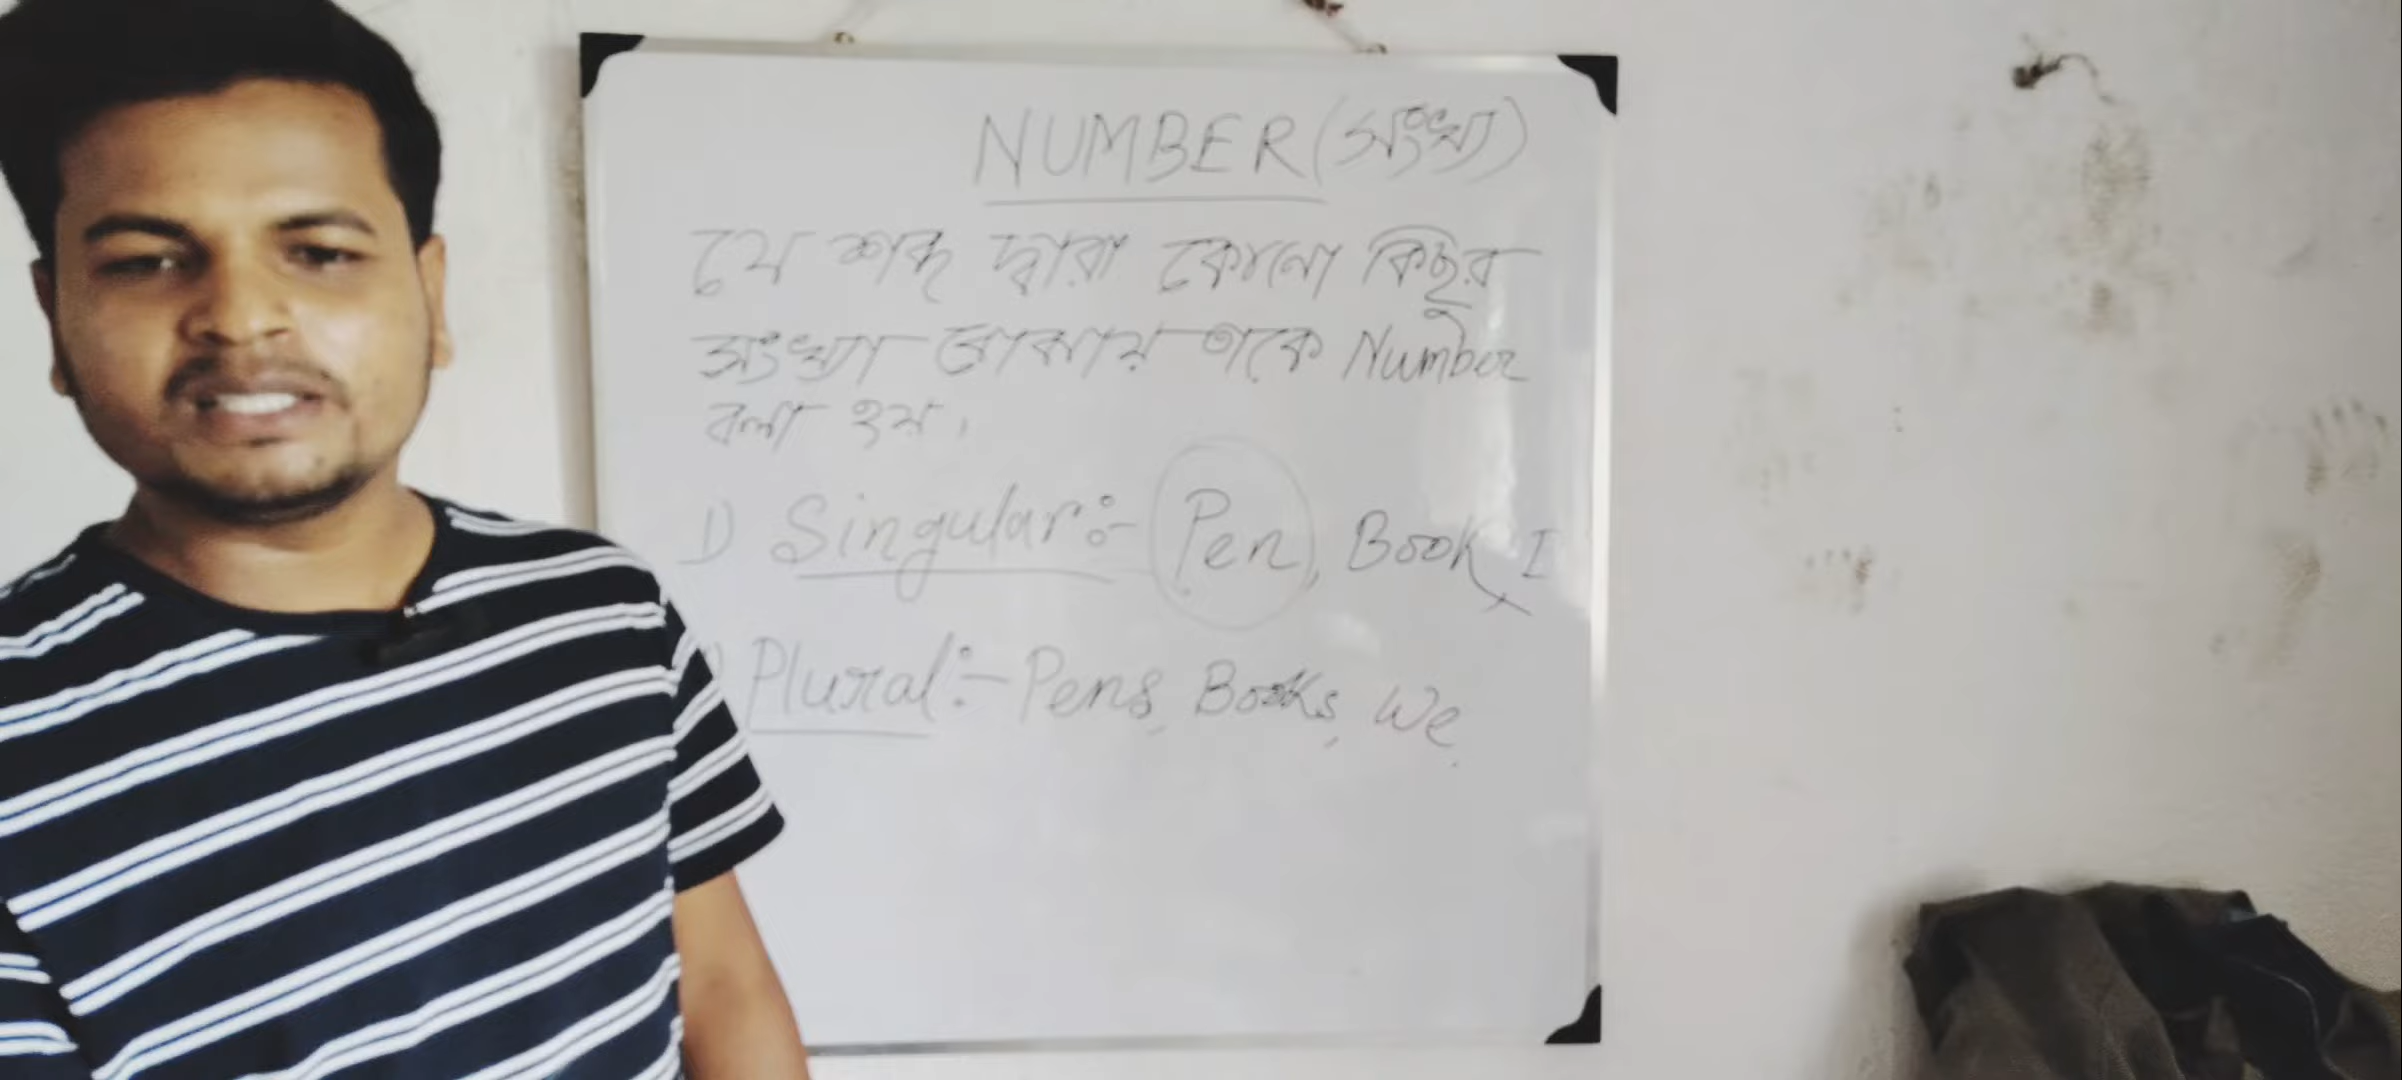 NUMBER (সংখ্যা)
যে শব্দ দ্বারা কোনো কিছুর
সংখ্যা বোঝায় তাকে Number
বলা হয়।
1) Singular:- Pen, Book, I
Plural:- Pens, Books, We.